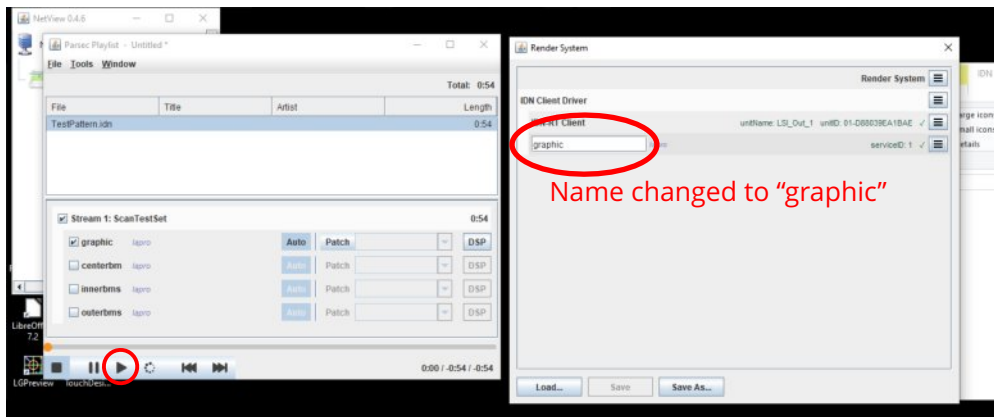 NetView 0.4.6
Parsec Playlist - Untitled *
File Tools Window
Total: 0:54
File Title Artist Length
TestPattern.idn 0:54
Stream 1: ScanTestSet 0:54
graphic lapro Auto Patch DSP
centerbm lapro Auto Patch DSP
innerbms lapro Auto Patch DSP
outerbms lapro Auto Patch DSP
0:00 / -0:54 / -0:54
LibreOff
7.2
LGPreview TouchDesi...
Render System
Render System
IDN Client Driver
IDN-RT Client unitName: LSI_Out_1 unitID: 01-D88039EA1BAE ✓
graphic serviceID: 1 ✓
Name changed to “graphic”
Load... Save Save As...
IDN
arge icons
mall icons
etails